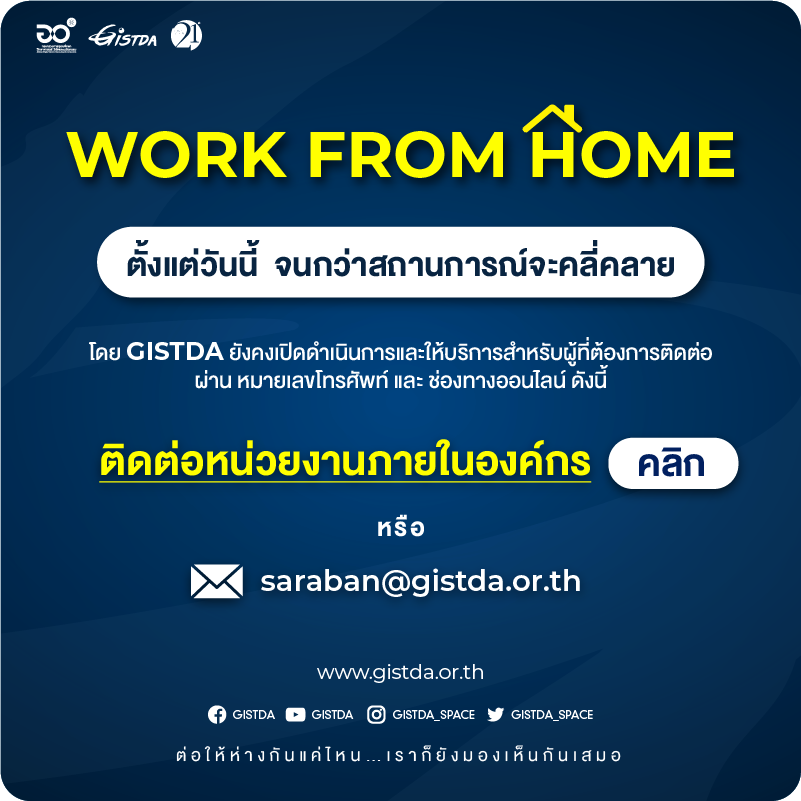 GISTDA 21
WORK FROM HOME
ตั้งแต่วันนี้ จนกว่าสถานการณ์จะคลี่คลาย
โดย GISTDA ยังคงเปิดดำเนินการและให้บริการสำหรับผู้ที่ต้องการติดต่อ
ผ่าน หมายเลขโทรศัพท์ และ ช่องทางออนไลน์ ดังนี้
ติดต่อหน่วยงานภายในองค์กร คลิก
หรือ
saraban@gistda.or.th
www.gistda.or.th
GISTDA GISTDA GISTDA_SPACE GISTDA_SPACE
ต่อให้ห่างกันแค่ไหน...เราก็ยังมองเห็นกันเสมอ